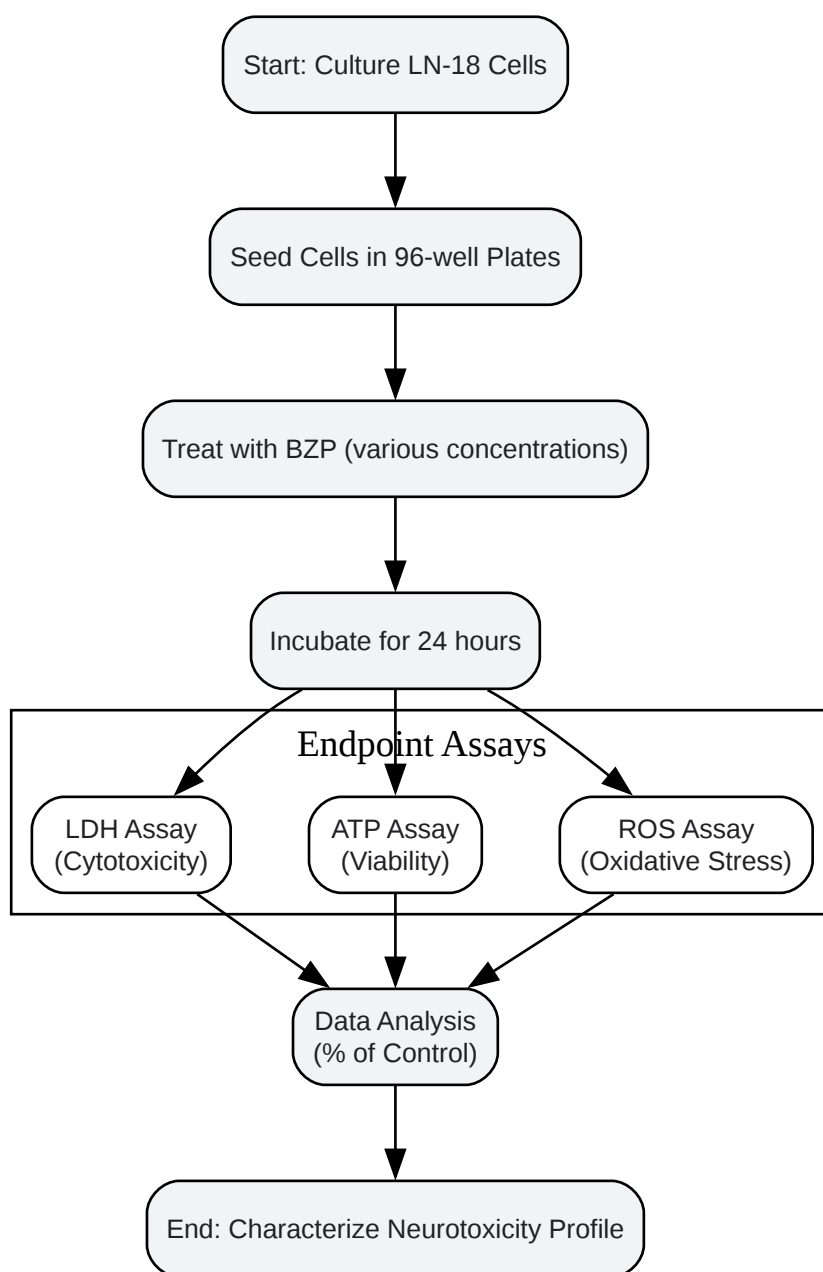 Start: Culture LN-18 Cells
Seed Cells in 96-well Plates
Treat with BZP (various concentrations)
Incubate for 24 hours
Endpoint Assays
LDH Assay
(Cytotoxicity)
ATP Assay
(Viability)
ROS Assay
(Oxidative Stress)
Data Analysis
(% of Control)
End: Characterize Neurotoxicity Profile